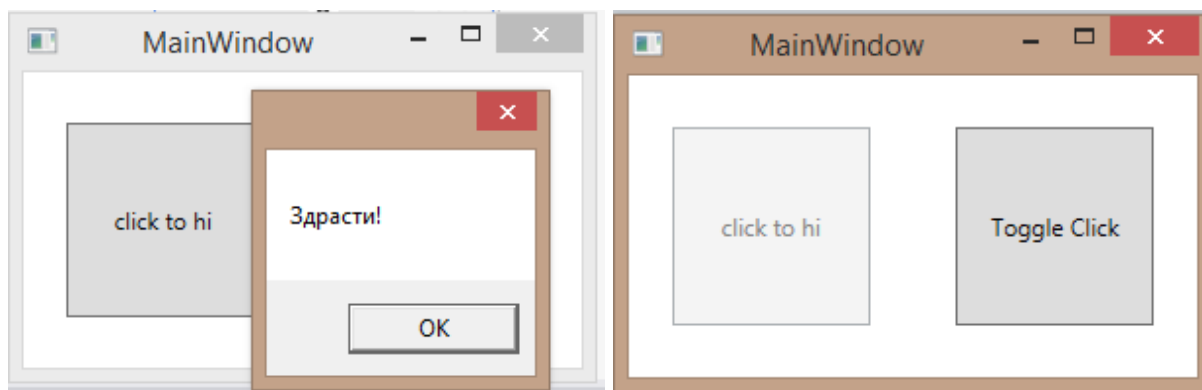 MainWindow
click to hi
Здрасти!
OK
MainWindow
click to hi
Toggle Click